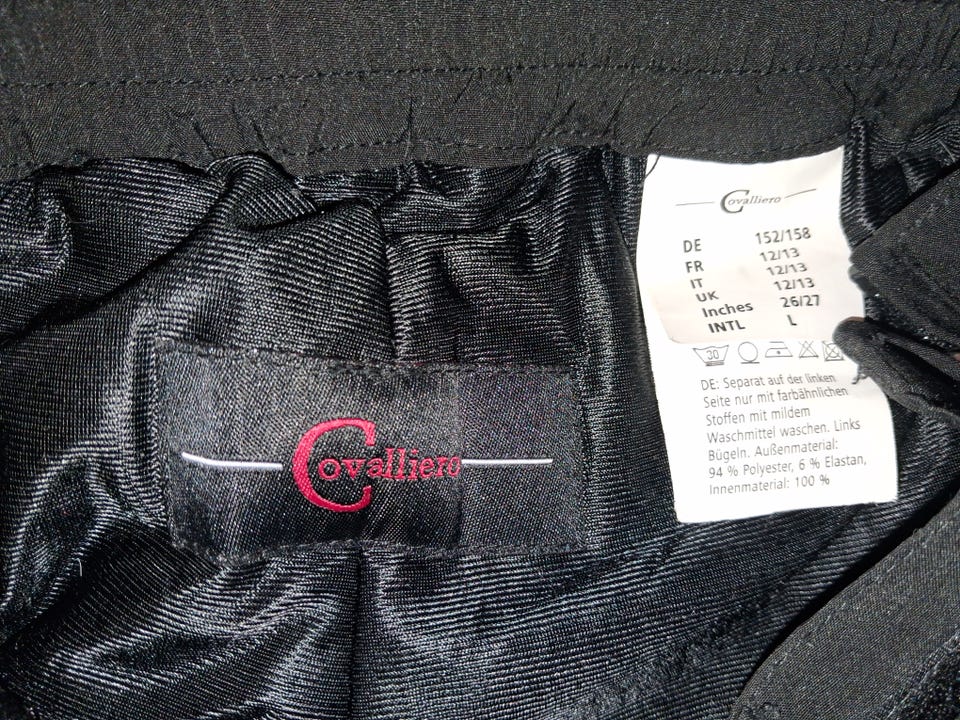 Covalliero
DE 152/158
FR 12/13
IT 12/13
UK 12/13
Inches 26/27
INTL L
30
DE: Separat auf der linken
Seite nur mit farbähnlichen
Stoffen mit mildem
Waschmittel waschen. Links
Bügeln. Außenmaterial:
94 % Polyester, 6 % Elastan,
Innenmaterial: 100 %
Covalliero